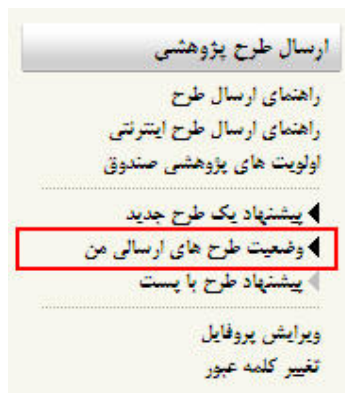 ارسال طرح پژوهشی
راهنمای ارسال طرح
راهنمای ارسال طرح اینترنتی
اولویت های پژوهشی صندوق
پیشنهاد یک طرح جدید
وضعیت طرح های ارسالی من
پیشنهاد طرح با پست
ویرایش پروفایل
تغییر کلمه عبور